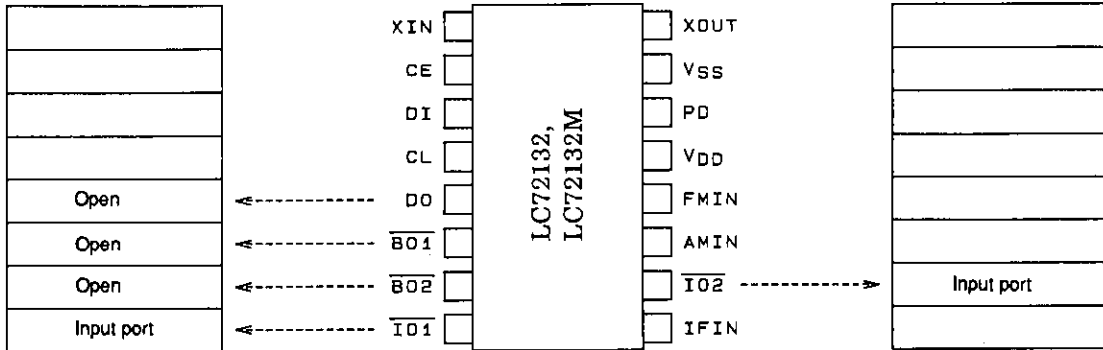 XIN
XOUT
CE
VSS
DI
PD
CL
VDD
Open
DO
FMIN
Open
BO1
AMIN
Open
BO2
IO2
Input port
Input port
IO1
IFIN
LC72132,
LC72132M